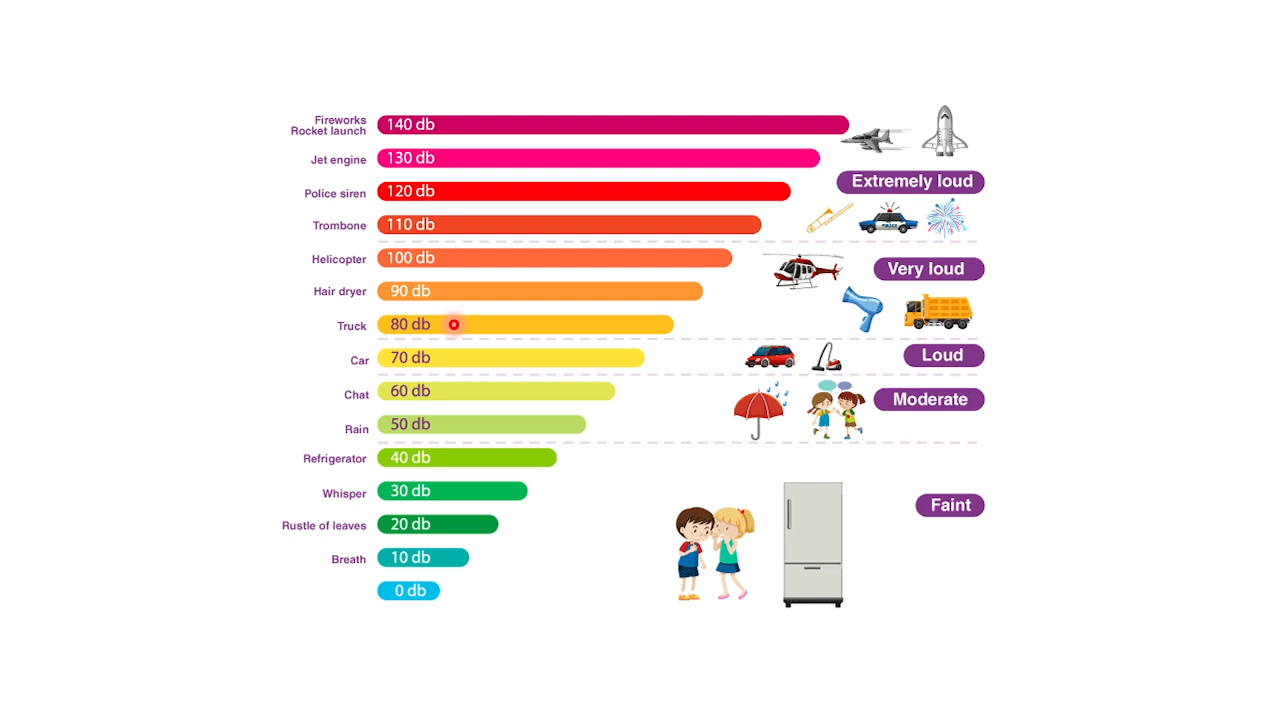 Fireworks
Rocket launch
140 db
Jet engine
130 db
Extremely loud
Police siren
120 db
Trombone
110 db
POLICE
Helicopter
100 db
Very loud
Hair dryer
90 db
Truck
80 db
Car
70 db
Loud
Chat
60 db
Moderate
Rain
50 db
Refrigerator
40 db
Whisper
30 db
Faint
Rustle of leaves
20 db
Breath
10 db
0 db